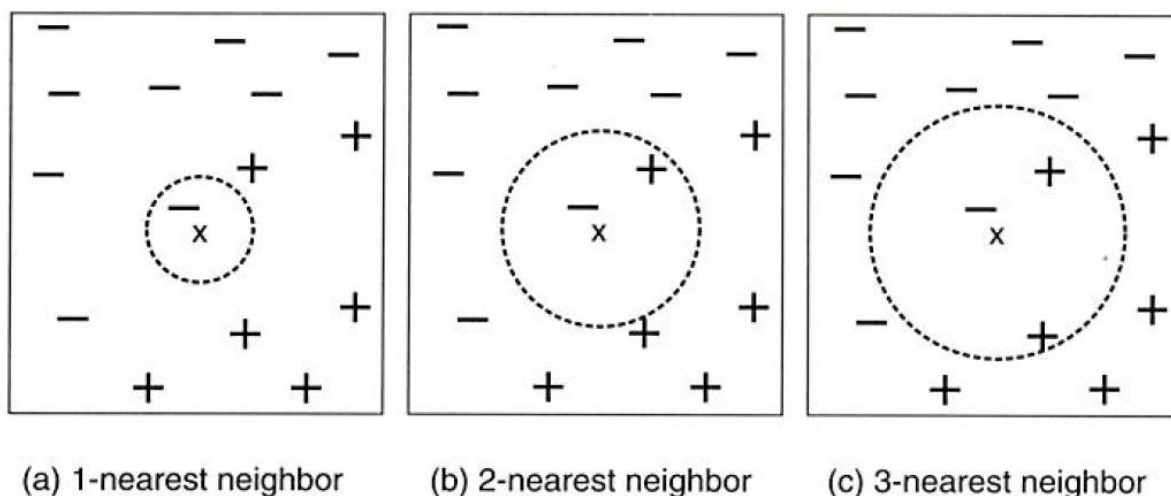 x
x
x
(a) 1-nearest neighbor
(b) 2-nearest neighbor
(c) 3-nearest neighbor